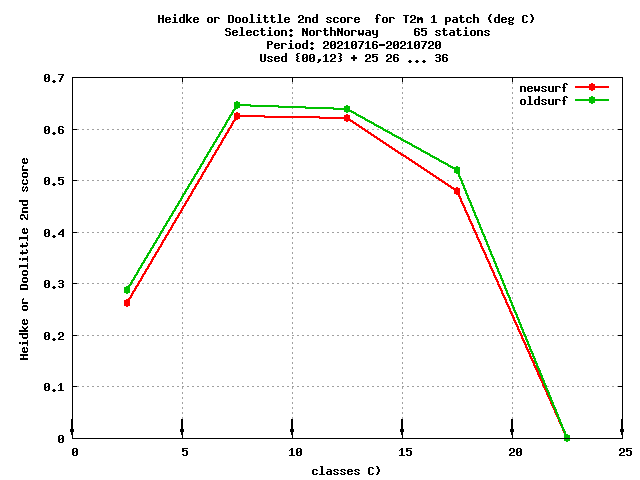 Heidke or Doolittle 2nd score  for T2m 1 patch (deg C)
Selection: NorthNorway     65 stations
Period: 20210716-20210720
Used {00,12} + 25 26 ... 36
newsurf
oldsurf
0.7
0.6
0.5
0.4
0.3
0.2
0.1
0
Heidke or Doolittle 2nd score
0 5 10 15 20 25
classes C)